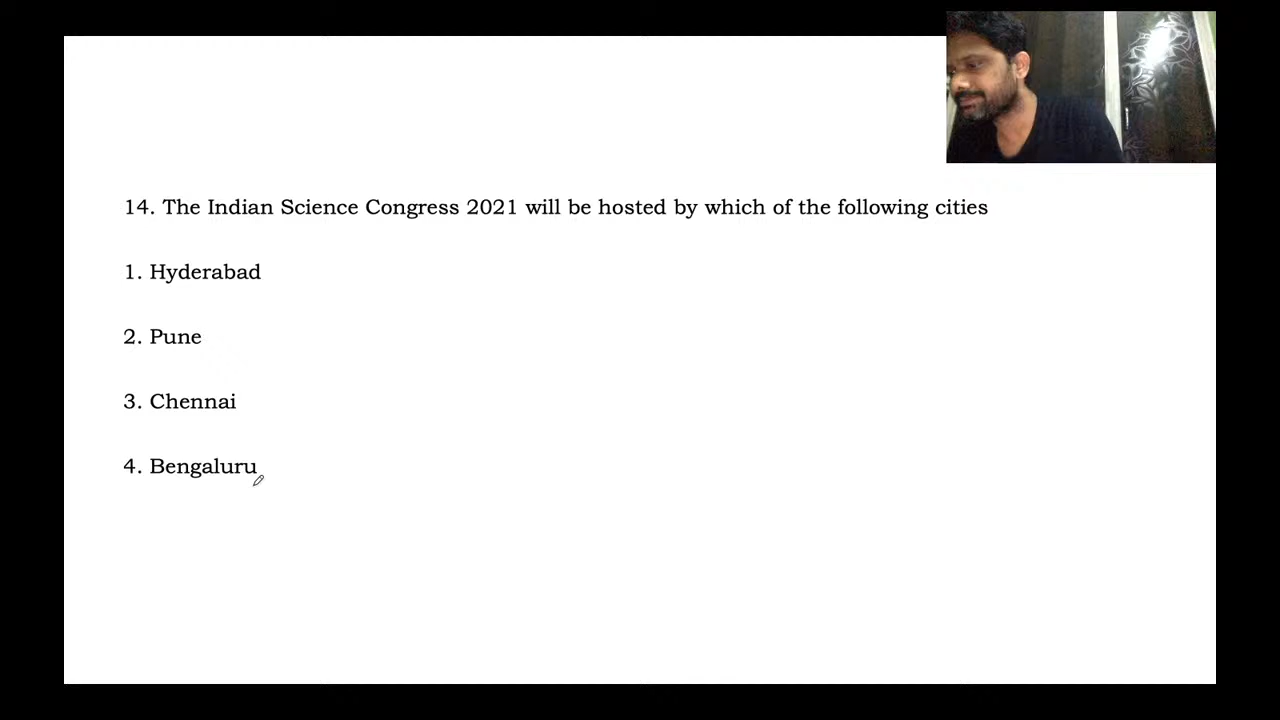 14. The Indian Science Congress 2021 will be hosted by which of the following cities
1. Hyderabad
2. Pune
3. Chennai
4. Bengaluru